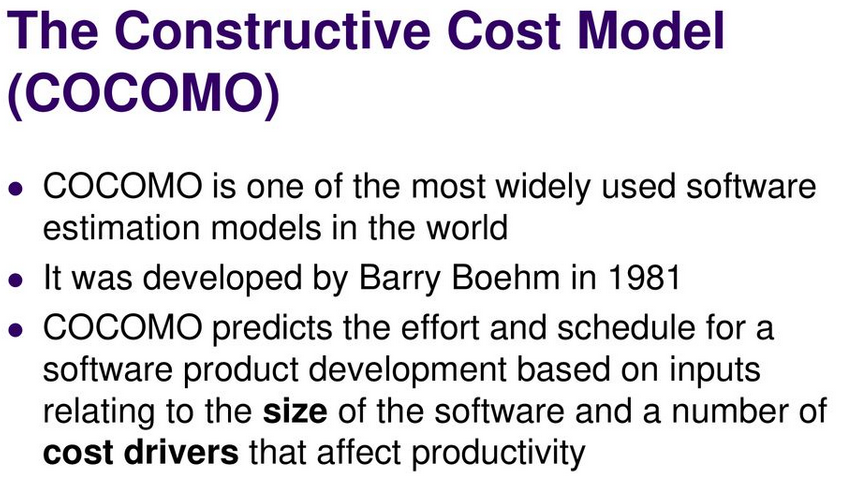 The Constructive Cost Model
(COCOMO)
● COCOMO is one of the most widely used software
estimation models in the world
● It was developed by Barry Boehm in 1981
● COCOMO predicts the effort and schedule for a
software product development based on inputs
relating to the size of the software and a number of
cost drivers that affect productivity